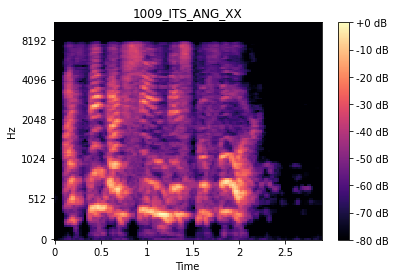 1009_ITS_ANG_XX
+0 dB
8192
-10 dB
4096
-20 dB
-30 dB
2048
Hz
-40 dB
1024
-50 dB
512
-60 dB
-70 dB
0
-80 dB
0 0.5 1 1.5 2 2.5
Time